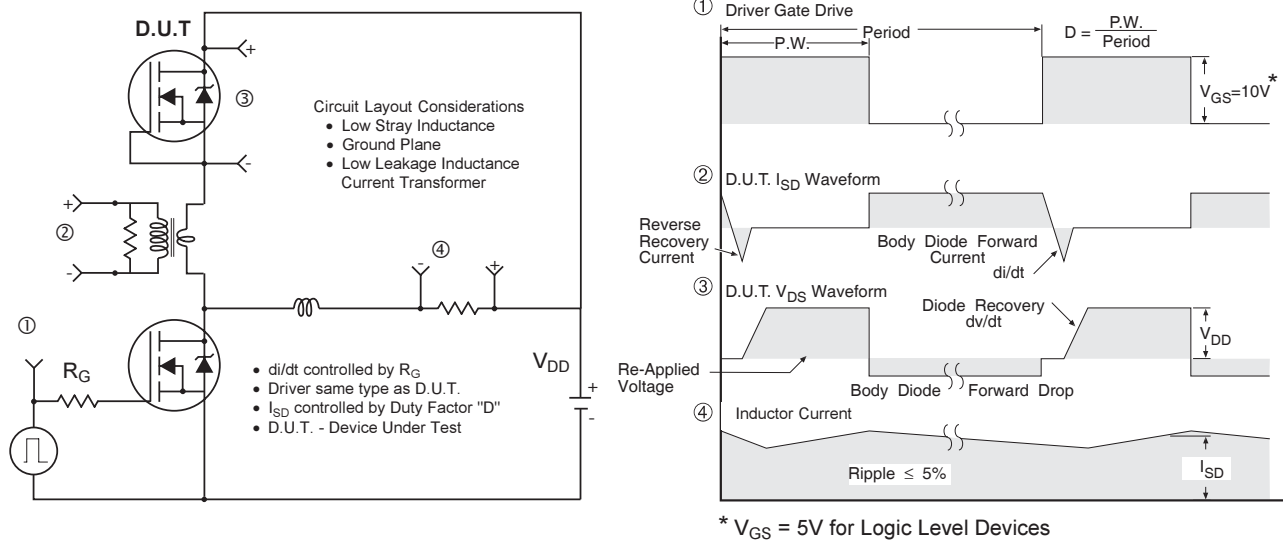 D.U.T
+
③
-
Circuit Layout Considerations
• Low Stray Inductance
• Ground Plane
• Low Leakage Inductance
Current Transformer
+
②
-
④
-
+
①
R_G
V_DD
+
-
• di/dt controlled by R_G
• Driver same type as D.U.T.
• I_SD controlled by Duty Factor "D"
• D.U.T. - Device Under Test
① Driver Gate Drive
P.W.
Period
D = P.W. / Period
V_GS=10V *
② D.U.T. I_SD Waveform
Reverse
Recovery
Current
Body Diode Forward
Current
di/dt
③ D.U.T. V_DS Waveform
Diode Recovery
dv/dt
V_DD
Re-Applied
Voltage
Body Diode Forward Drop
④ Inductor Current
Ripple ≤ 5%
I_SD
* V_GS = 5V for Logic Level Devices